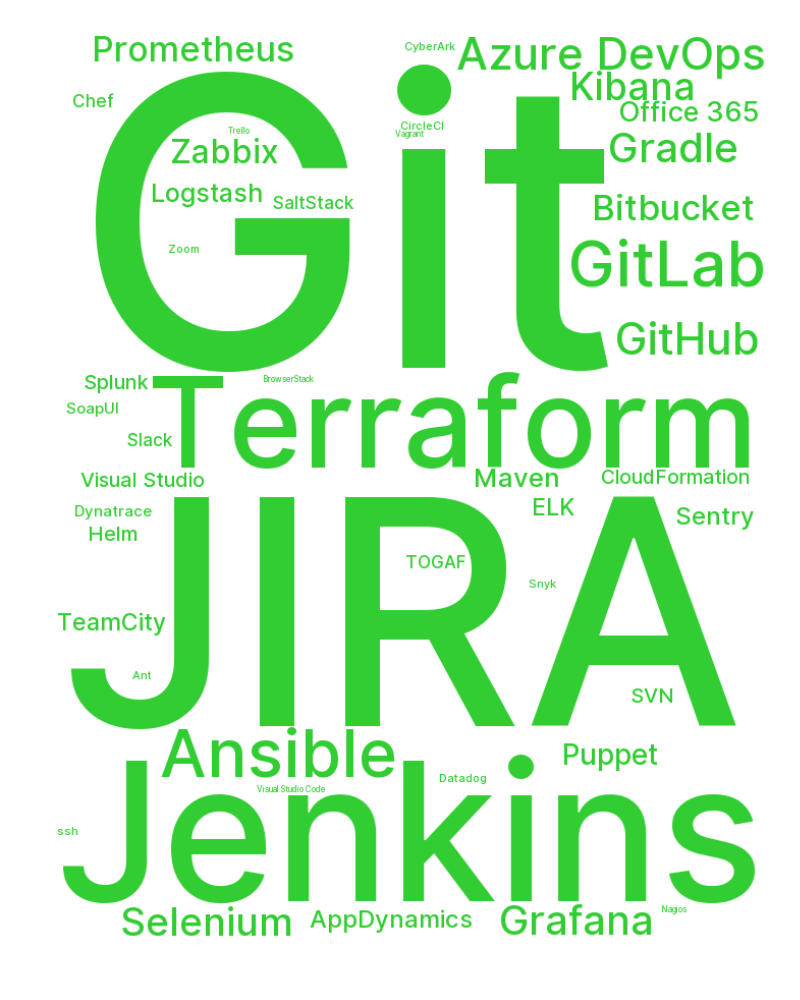 Prometheus
CyberArk
Azure DevOps
Kibana
Chef
Office 365
Git
CircleCI
Trello
Vagrant
Zabbix
Gradle
Logstash
SaltStack
Bitbucket
Zoom
GitLab
GitHub
Splunk
BrowserStack
Terraform
SoapUI
Slack
Visual Studio
Maven
CloudFormation
JIRA
Dynatrace
ELK
Sentry
Helm
TOGAF
Snyk
TeamCity
Ant
SVN
Ansible
Puppet
Datadog
Visual Studio Code
Jenkins
ssh
Selenium
AppDynamics
Grafana
Nagios